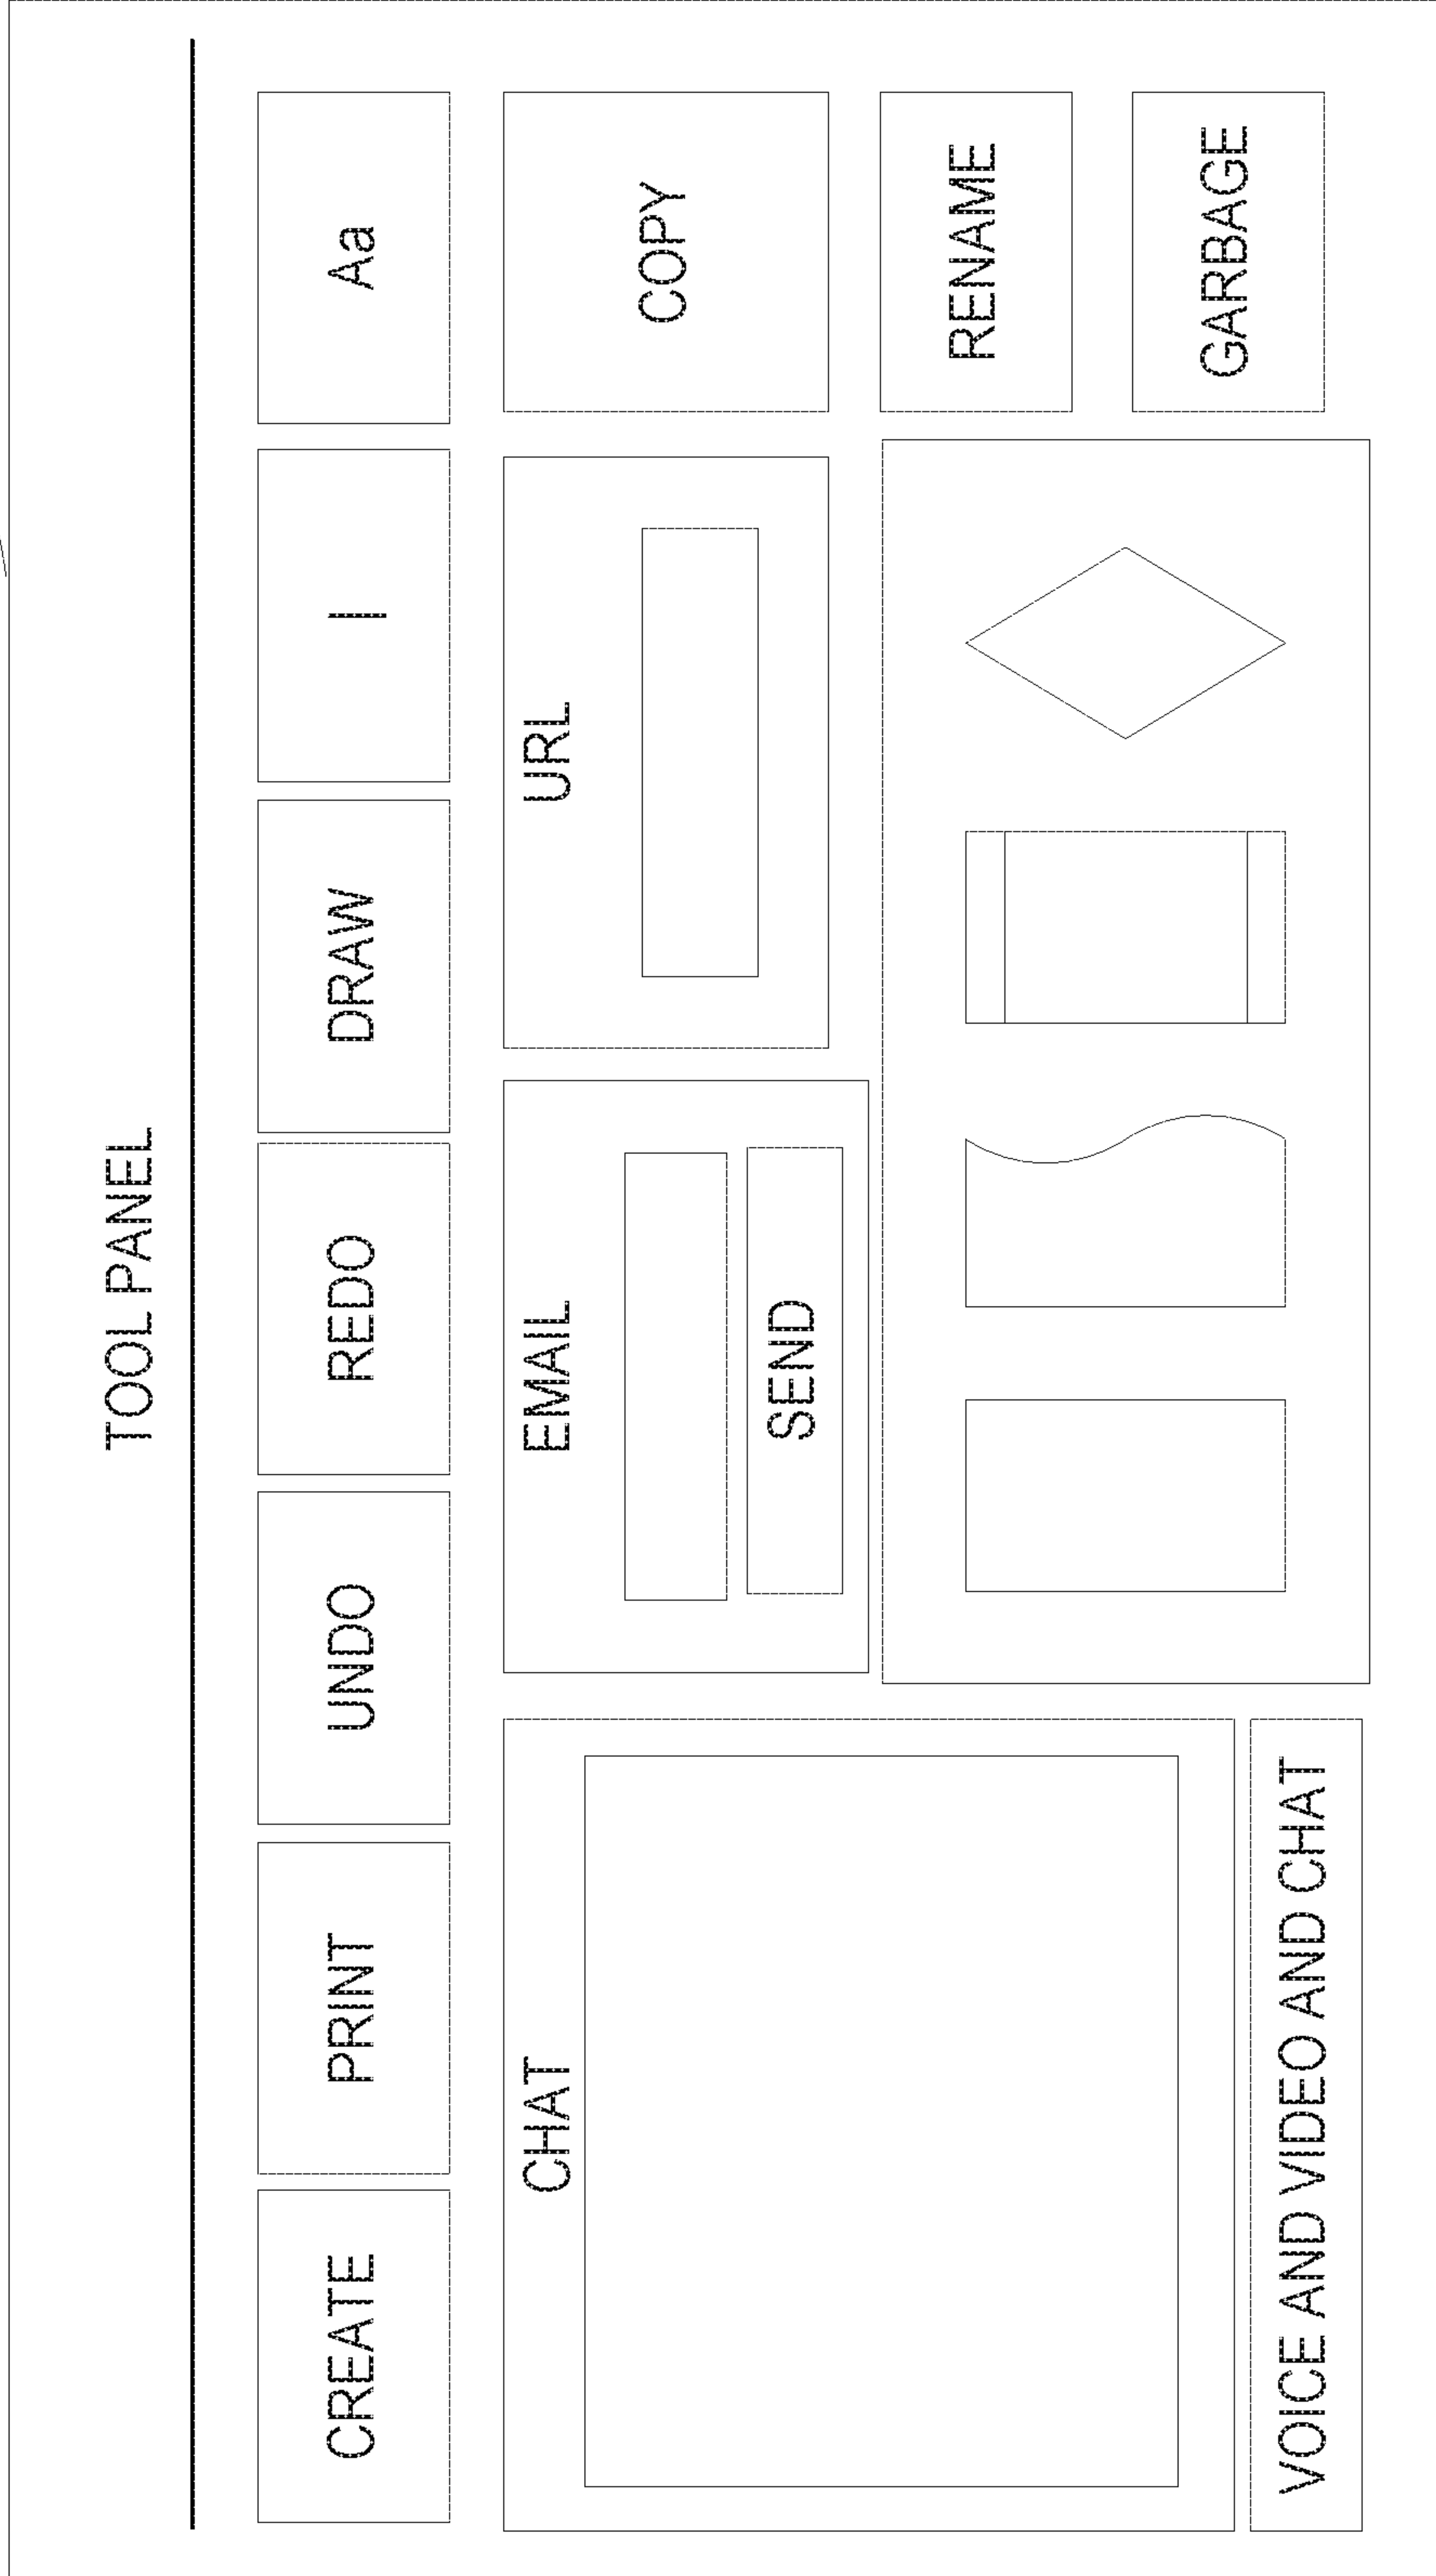 TOOL PANEL
CREATE
PRINT
UNDO
REDO
DRAW
I
Aa
CHAT
EMAIL
URL
COPY
SEND
RENAME
GARBAGE
VOICE AND VIDEO AND CHAT